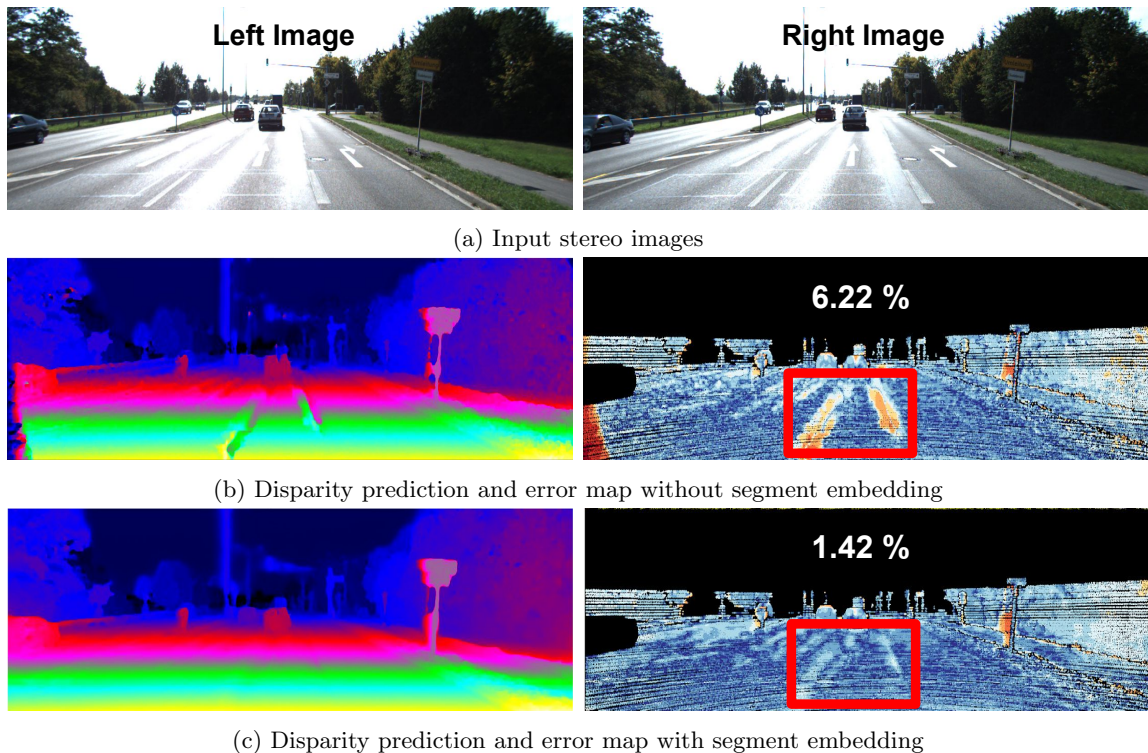 Left Image
Right Image
(a) Input stereo images
6.22 %
(b) Disparity prediction and error map without segment embedding
1.42 %
(c) Disparity prediction and error map with segment embedding